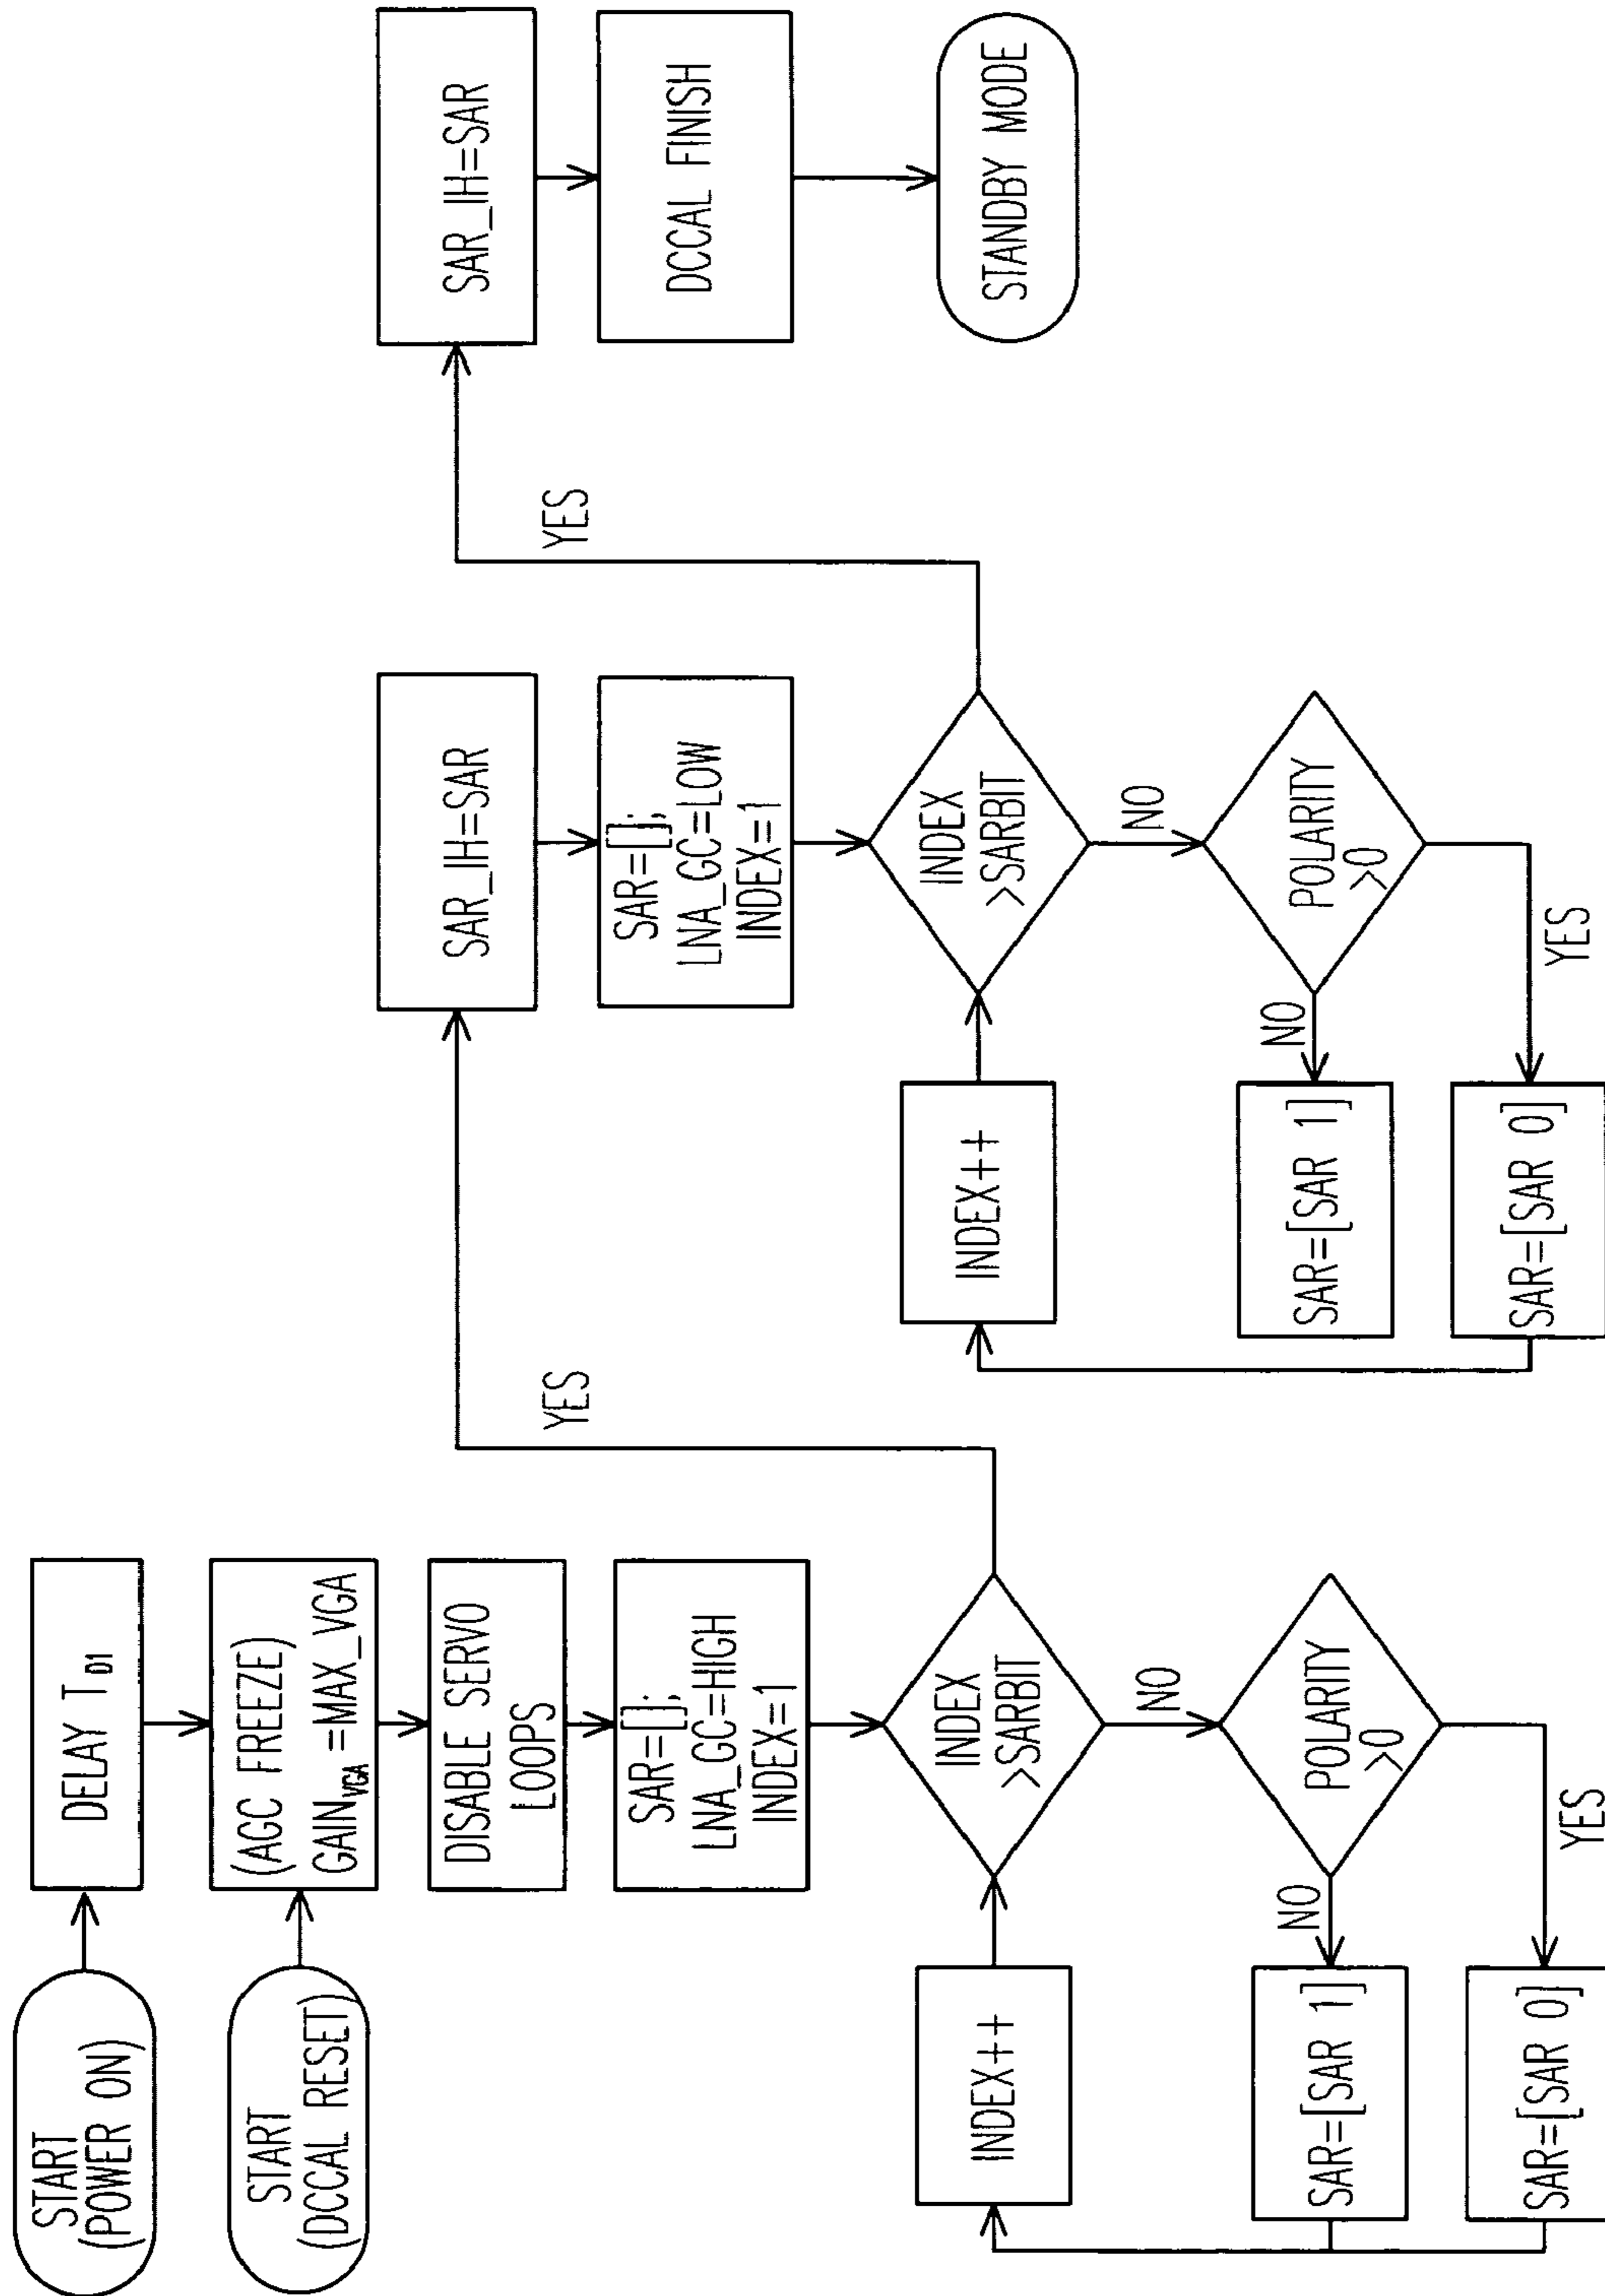 START
(POWER ON)
DELAY T D1
START
(DCCAL RESET)
(AGC FREEZE)
GAIN VGA =MAX_VGA
DISABLE SERVO
LOOPS
SAR=[];
LNA_GC=HIGH
INDEX=1
INDEX
>SARBIT
YES
NO
INDEX++
POLARITY
>0
NO
YES
SAR=[SAR 1]
SAR=[SAR 0]
SAR_IH=SAR
SAR=[];
LNA_GC=LOW
INDEX=1
INDEX
>SARBIT
YES
NO
INDEX++
POLARITY
>0
NO
YES
SAR=[SAR 1]
SAR=[SAR 0]
SAR_IH=SAR
DCCAL FINISH
STANDBY MODE